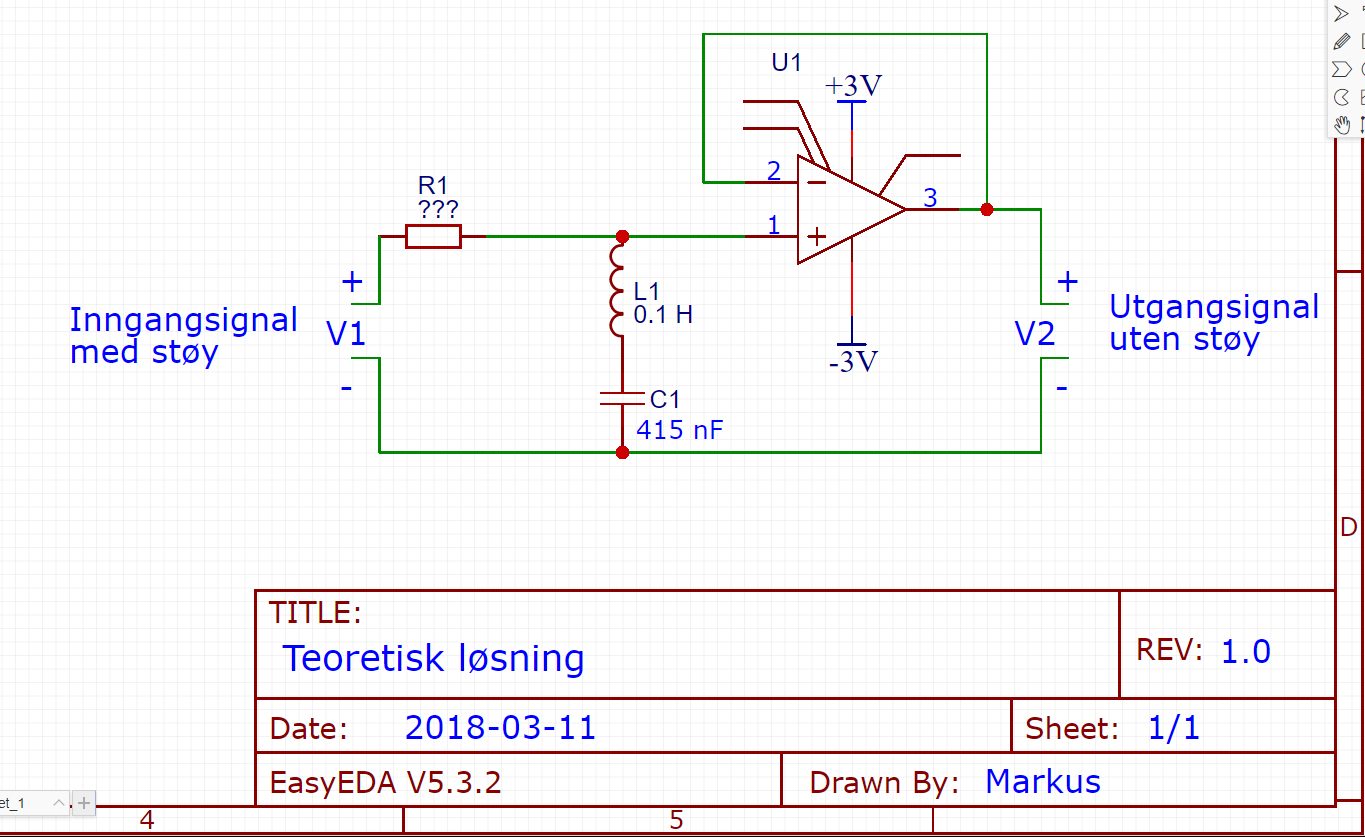 U1
+3V
2
R1
???
3
1
+
+
L1
0.1 H
Inngangsignal
med støy
V1
V2
Utgangsignal
uten støy
-3V
-
-
C1
415 nF
D
TITLE:
Teoretisk løsning
REV: 1.0
Date: 2018-03-11
Sheet: 1/1
EasyEDA V5.3.2
Drawn By: Markus
et_1
4
5